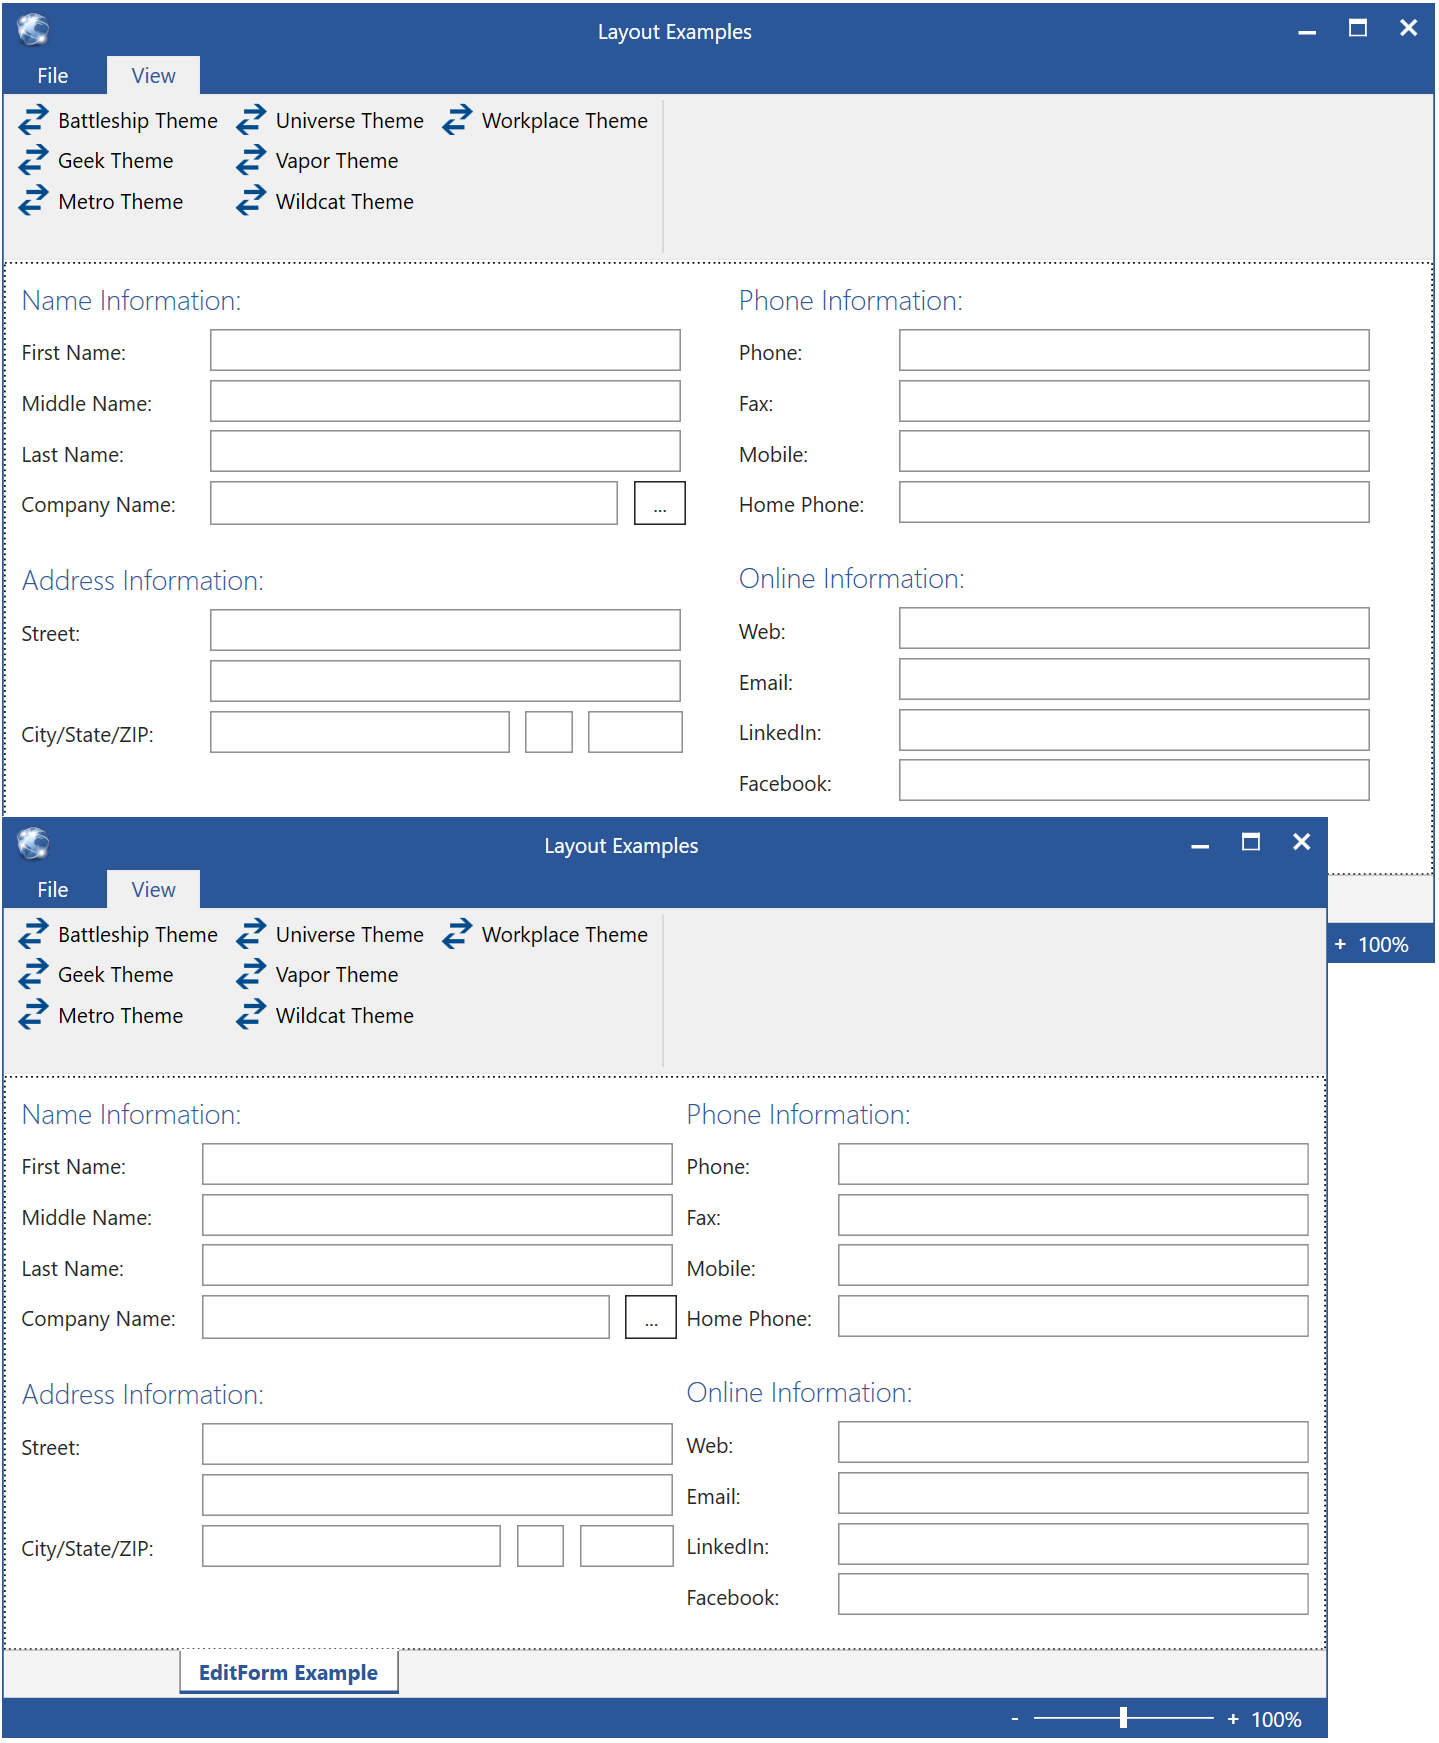 Layout Examples
File View
Battleship Theme Universe Theme Workplace Theme
Geek Theme Vapor Theme
Metro Theme Wildcat Theme
Name Information: Phone Information:
First Name: Phone:
Middle Name: Fax:
Last Name: Mobile:
Company Name: ... Home Phone:
Address Information: Online Information:
Street: Web:
Email:
City/State/ZIP: LinkedIn:
Facebook:
+ 100%
Layout Examples
File View
Battleship Theme Universe Theme Workplace Theme
Geek Theme Vapor Theme
Metro Theme Wildcat Theme
Name Information: Phone Information:
First Name: Phone:
Middle Name: Fax:
Last Name: Mobile:
Company Name: ... Home Phone:
Address Information: Online Information:
Street: Web:
Email:
City/State/ZIP: LinkedIn:
Facebook:
EditForm Example
- + 100%